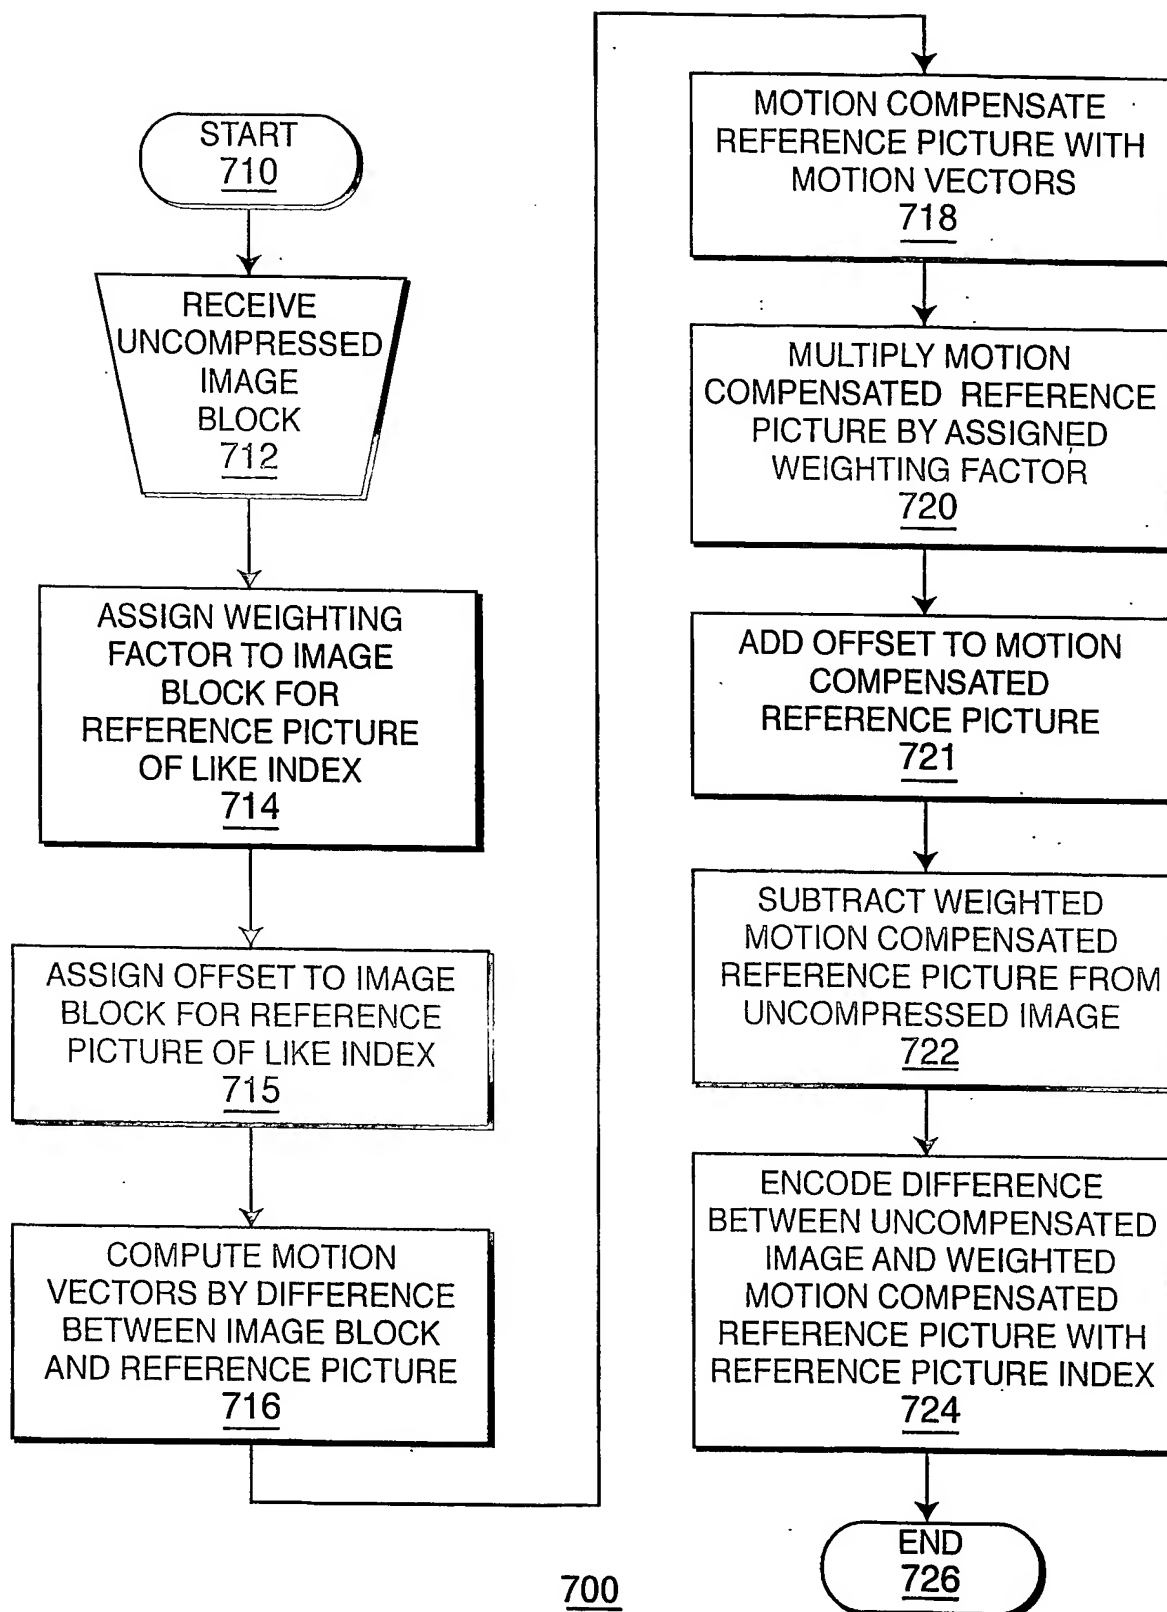 START
710
RECEIVE
UNCOMPRESSED
IMAGE
BLOCK
712
ASSIGN WEIGHTING
FACTOR TO IMAGE
BLOCK FOR
REFERENCE PICTURE
OF LIKE INDEX
714
ASSIGN OFFSET TO IMAGE
BLOCK FOR REFERENCE
PICTURE OF LIKE INDEX
715
COMPUTE MOTION
VECTORS BY DIFFERENCE
BETWEEN IMAGE BLOCK
AND REFERENCE PICTURE
716
MOTION COMPENSATE
REFERENCE PICTURE WITH
MOTION VECTORS
718
MULTIPLY MOTION
COMPENSATED REFERENCE
PICTURE BY ASSIGNED
WEIGHTING FACTOR
720
ADD OFFSET TO MOTION
COMPENSATED
REFERENCE PICTURE
721
SUBTRACT WEIGHTED
MOTION COMPENSATED
REFERENCE PICTURE FROM
UNCOMPRESSED IMAGE
722
ENCODE DIFFERENCE
BETWEEN UNCOMPENSATED
IMAGE AND WEIGHTED
MOTION COMPENSATED
REFERENCE PICTURE WITH
REFERENCE PICTURE INDEX
724
END
726
700